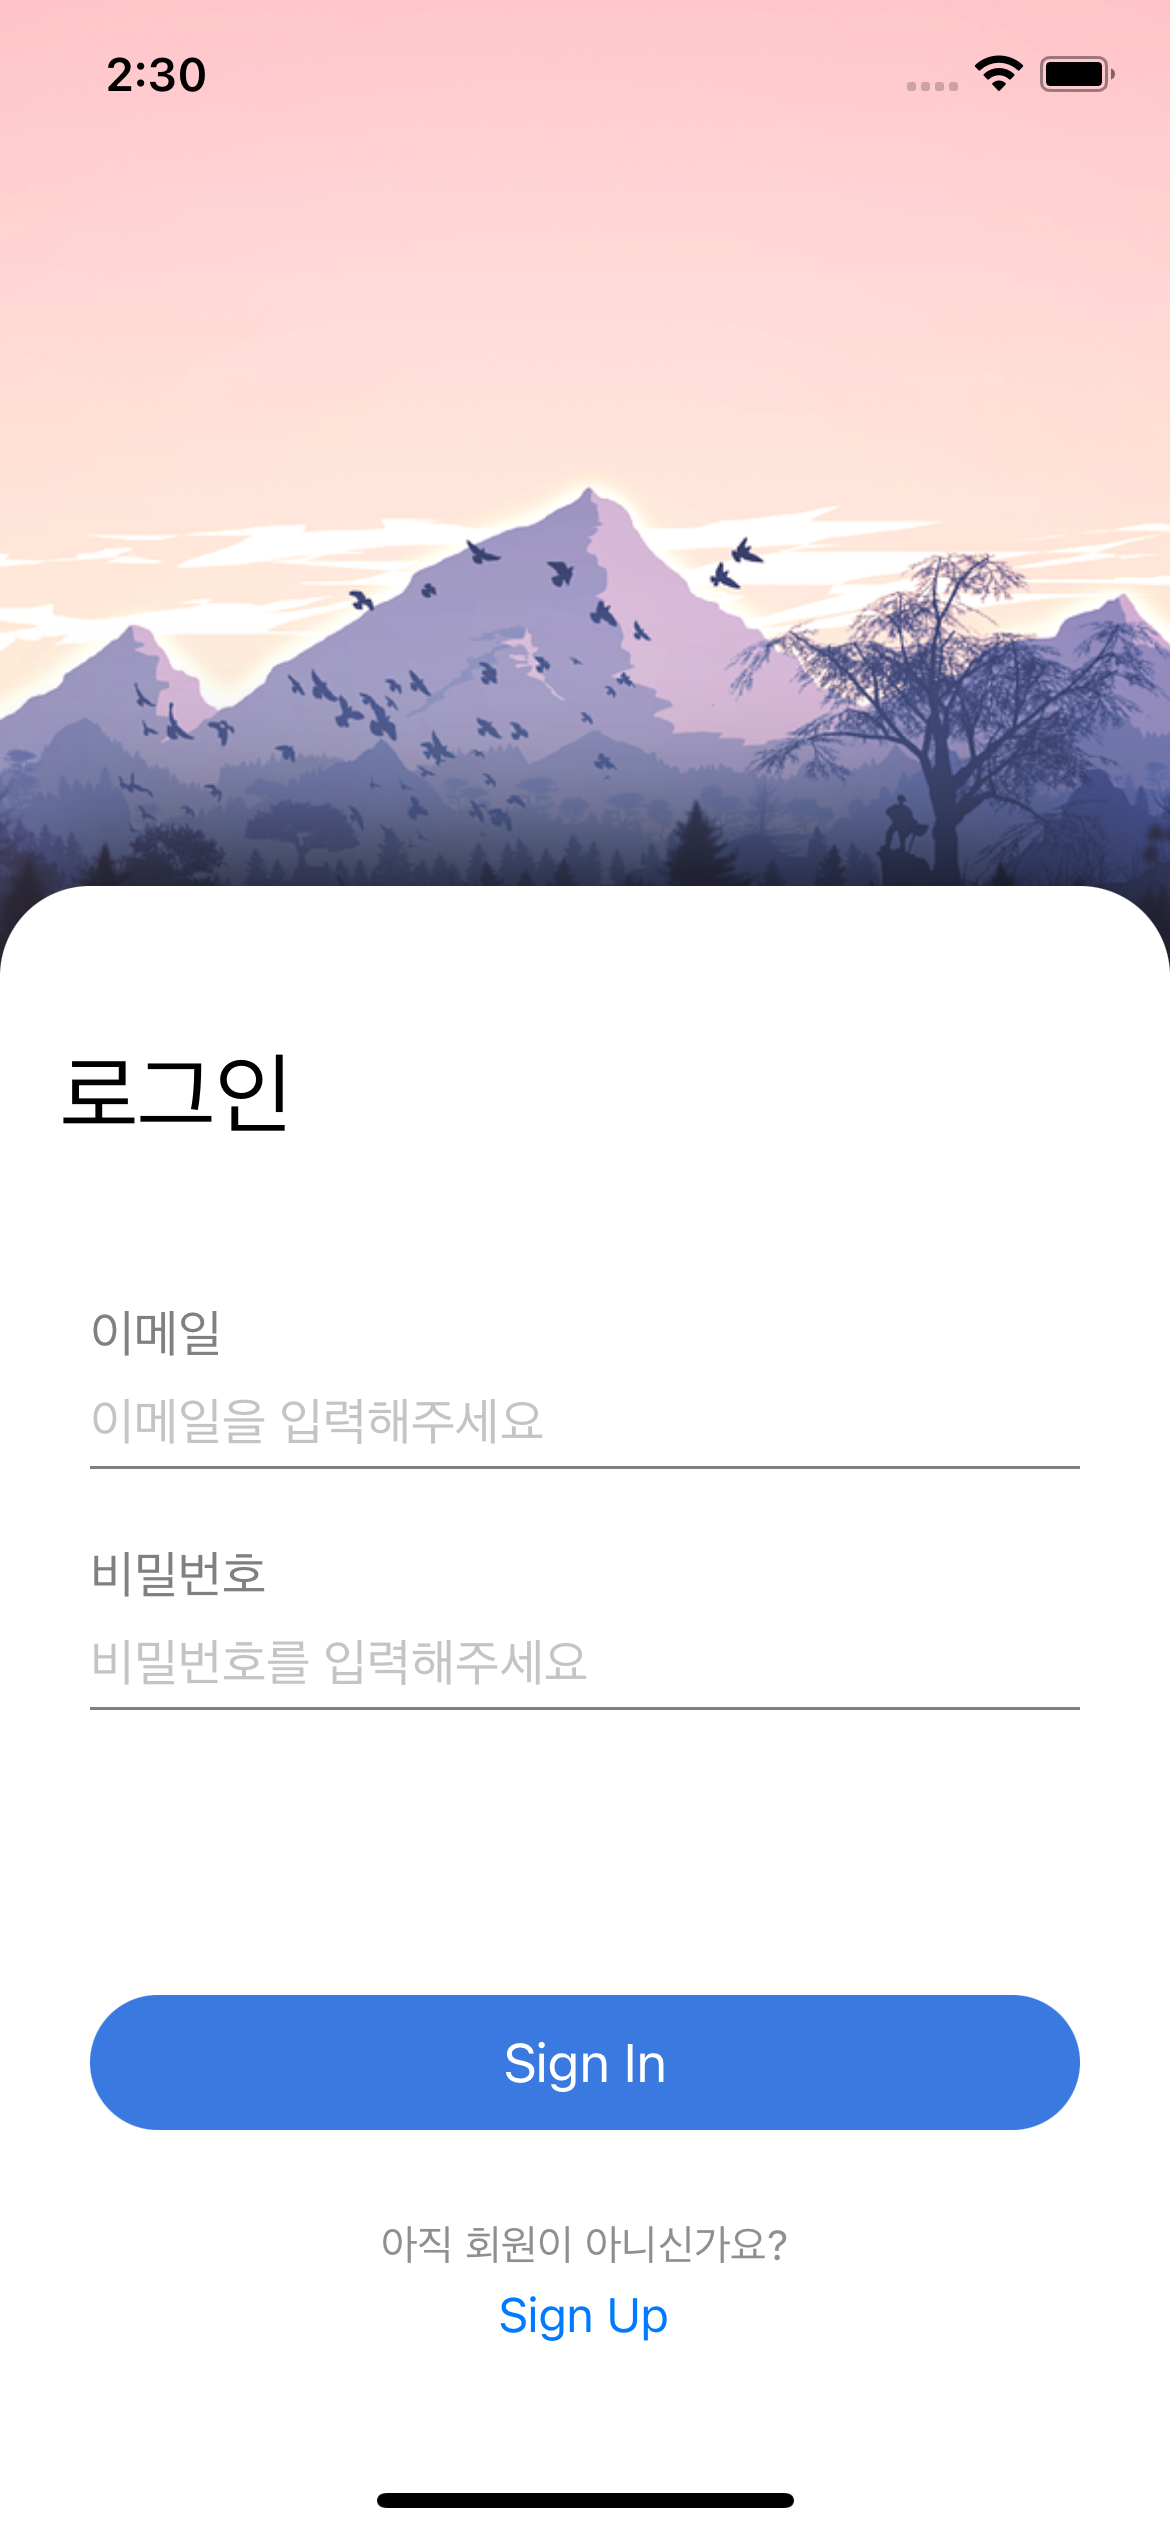 2:30
로그인
이메일
이메일을 입력해주세요
비밀번호
비밀번호를 입력해주세요
Sign In
아직 회원이 아니신가요?
Sign Up